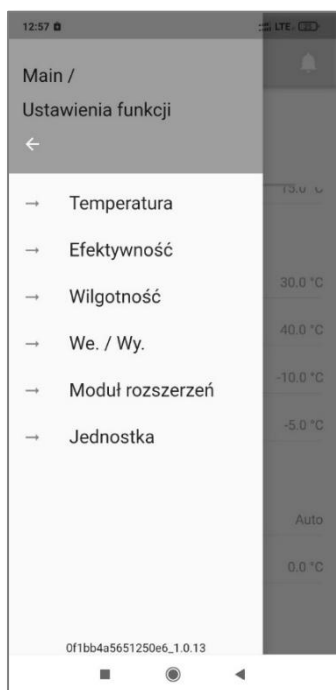 12:57
LTE
Main /
Ustawienia funkcji
←
→ Temperatura
→ Efektywność
→ Wilgotność
→ We. / Wy.
→ Moduł rozszerzeń
→ Jednostka
30.0 °C
40.0 °C
-10.0 °C
-5.0 °C
Auto
0.0 °C
0f1bb4a5651250e6_1.0.13